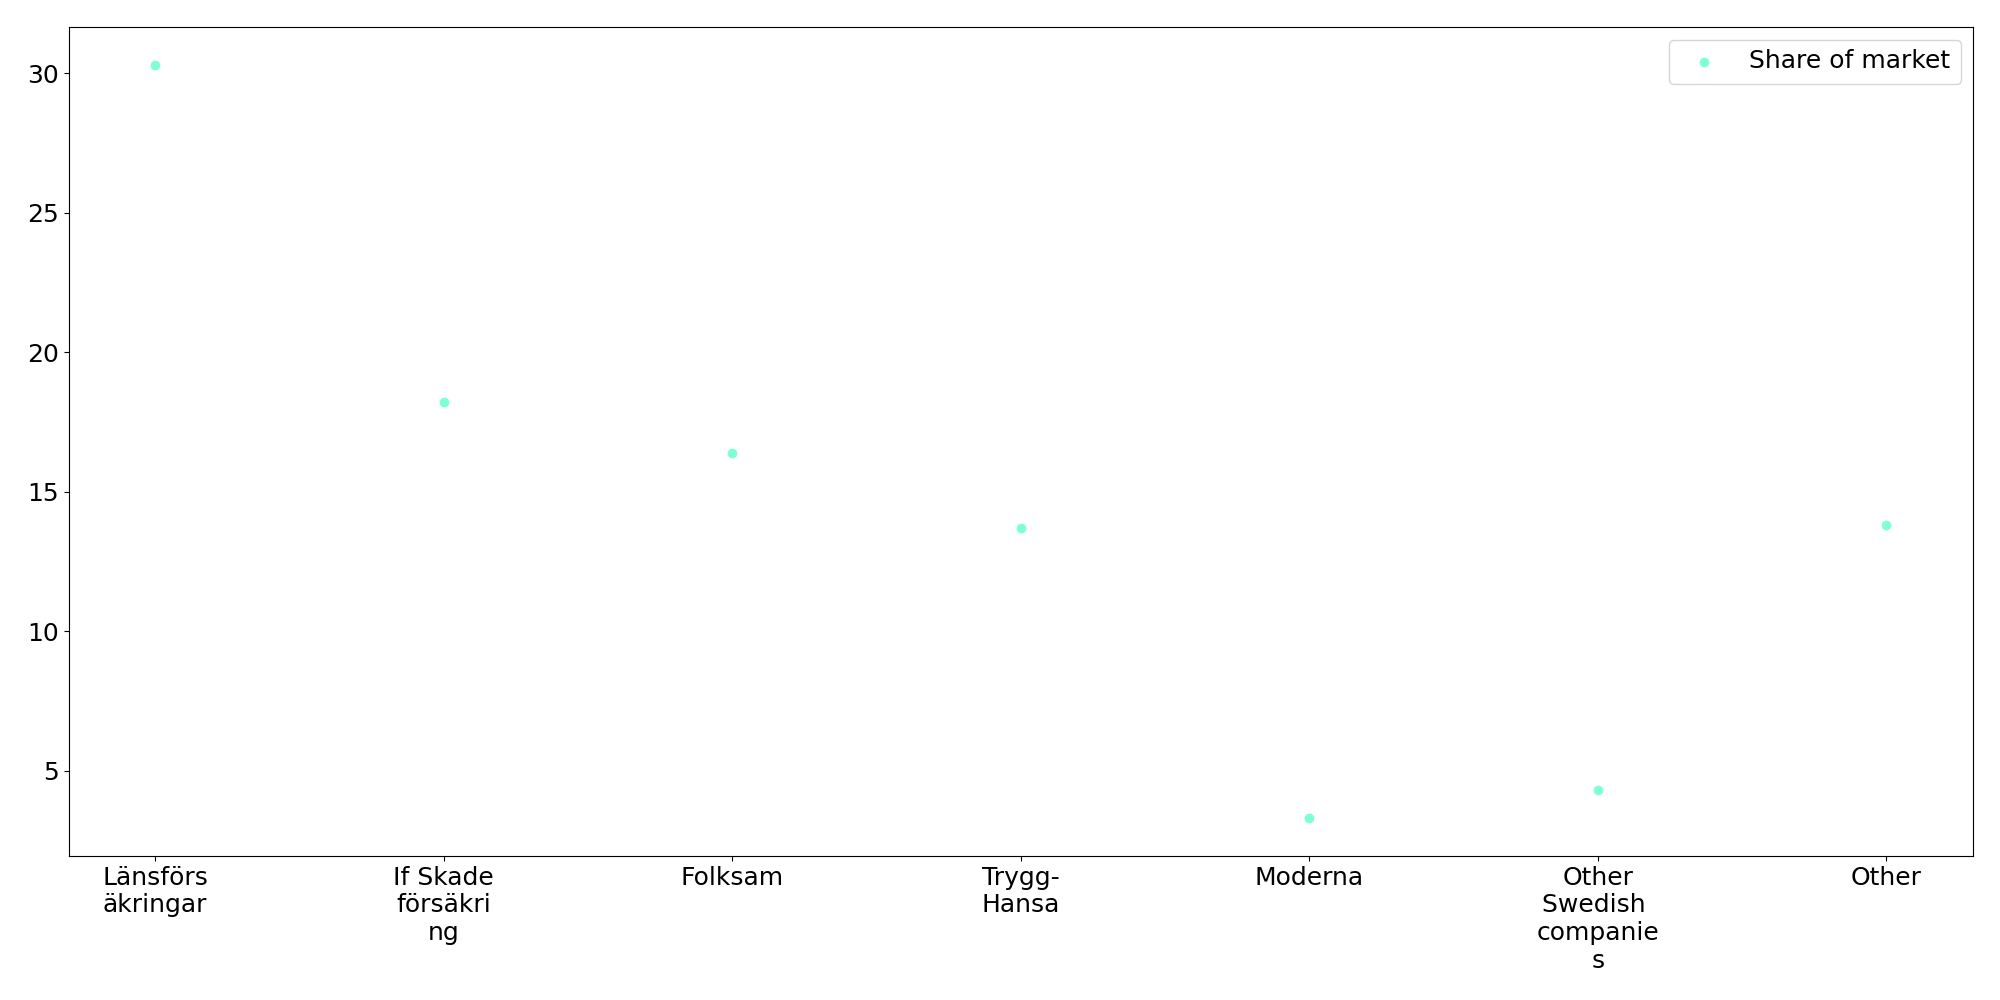 Share of market
30
25
20
15
10
5
Länsförs
äkringar
If Skade
försäkri
ng
Folksam
Trygg-
Hansa
Moderna
Other
Swedish
companie
s
Other